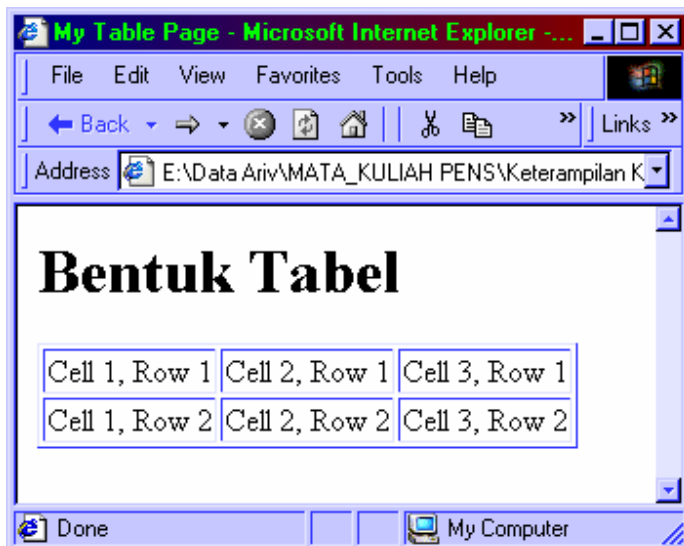 My Table Page - Microsoft Internet Explorer -...
File Edit View Favorites Tools Help
Back » Links »
Address E:\Data Ariv\MATA_KULIAH PENS\Keterampilan K
Bentuk Tabel
Cell 1, Row 1 Cell 2, Row 1 Cell 3, Row 1
Cell 1, Row 2 Cell 2, Row 2 Cell 3, Row 2
Done My Computer